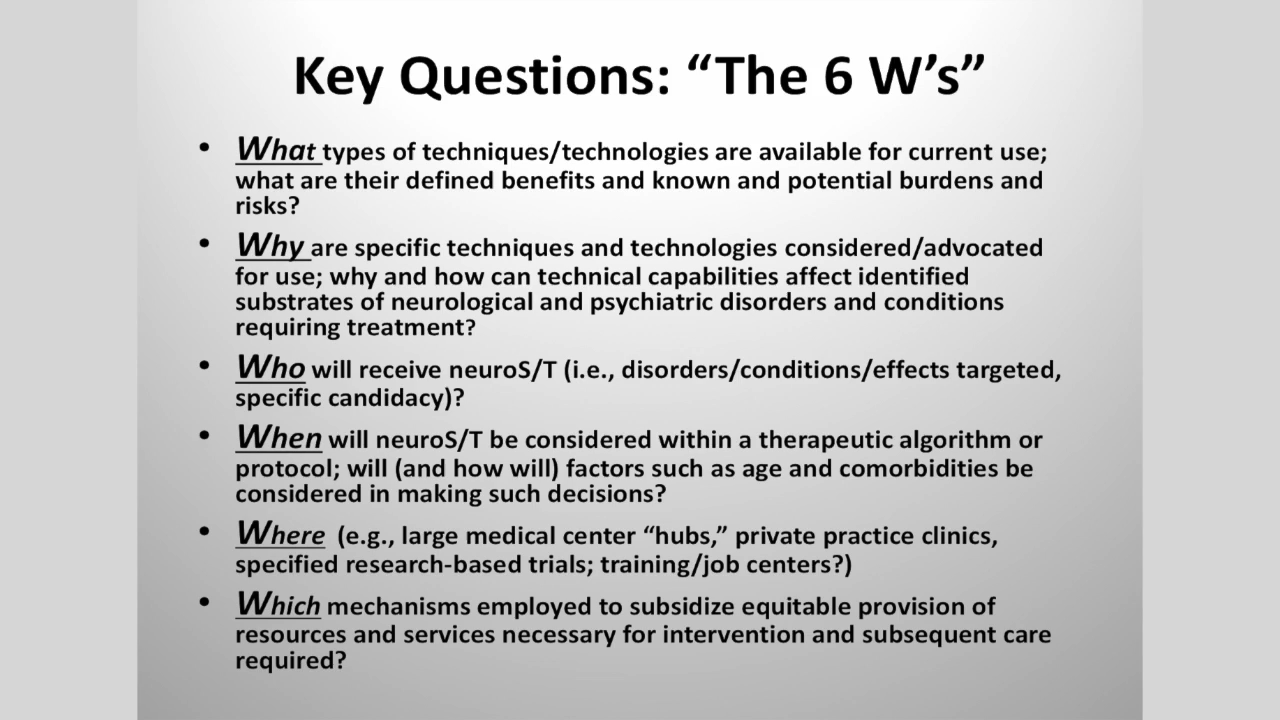 Key Questions: “The 6 W’s”
• What types of techniques/technologies are available for current use;
what are their defined benefits and known and potential burdens and
risks?
• Why are specific techniques and technologies considered/advocated
for use; why and how can technical capabilities affect identified
substrates of neurological and psychiatric disorders and conditions
requiring treatment?
• Who will receive neuroS/T (i.e., disorders/conditions/effects targeted,
specific candidacy)?
• When will neuroS/T be considered within a therapeutic algorithm or
protocol; will (and how will) factors such as age and comorbidities be
considered in making such decisions?
• Where (e.g., large medical center “hubs,” private practice clinics,
specified research-based trials; training/job centers?)
• Which mechanisms employed to subsidize equitable provision of
resources and services necessary for intervention and subsequent care
required?